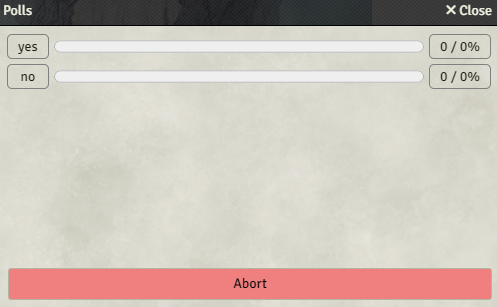 Polls ✕ Close
yes 0 / 0%
no 0 / 0%
Abort